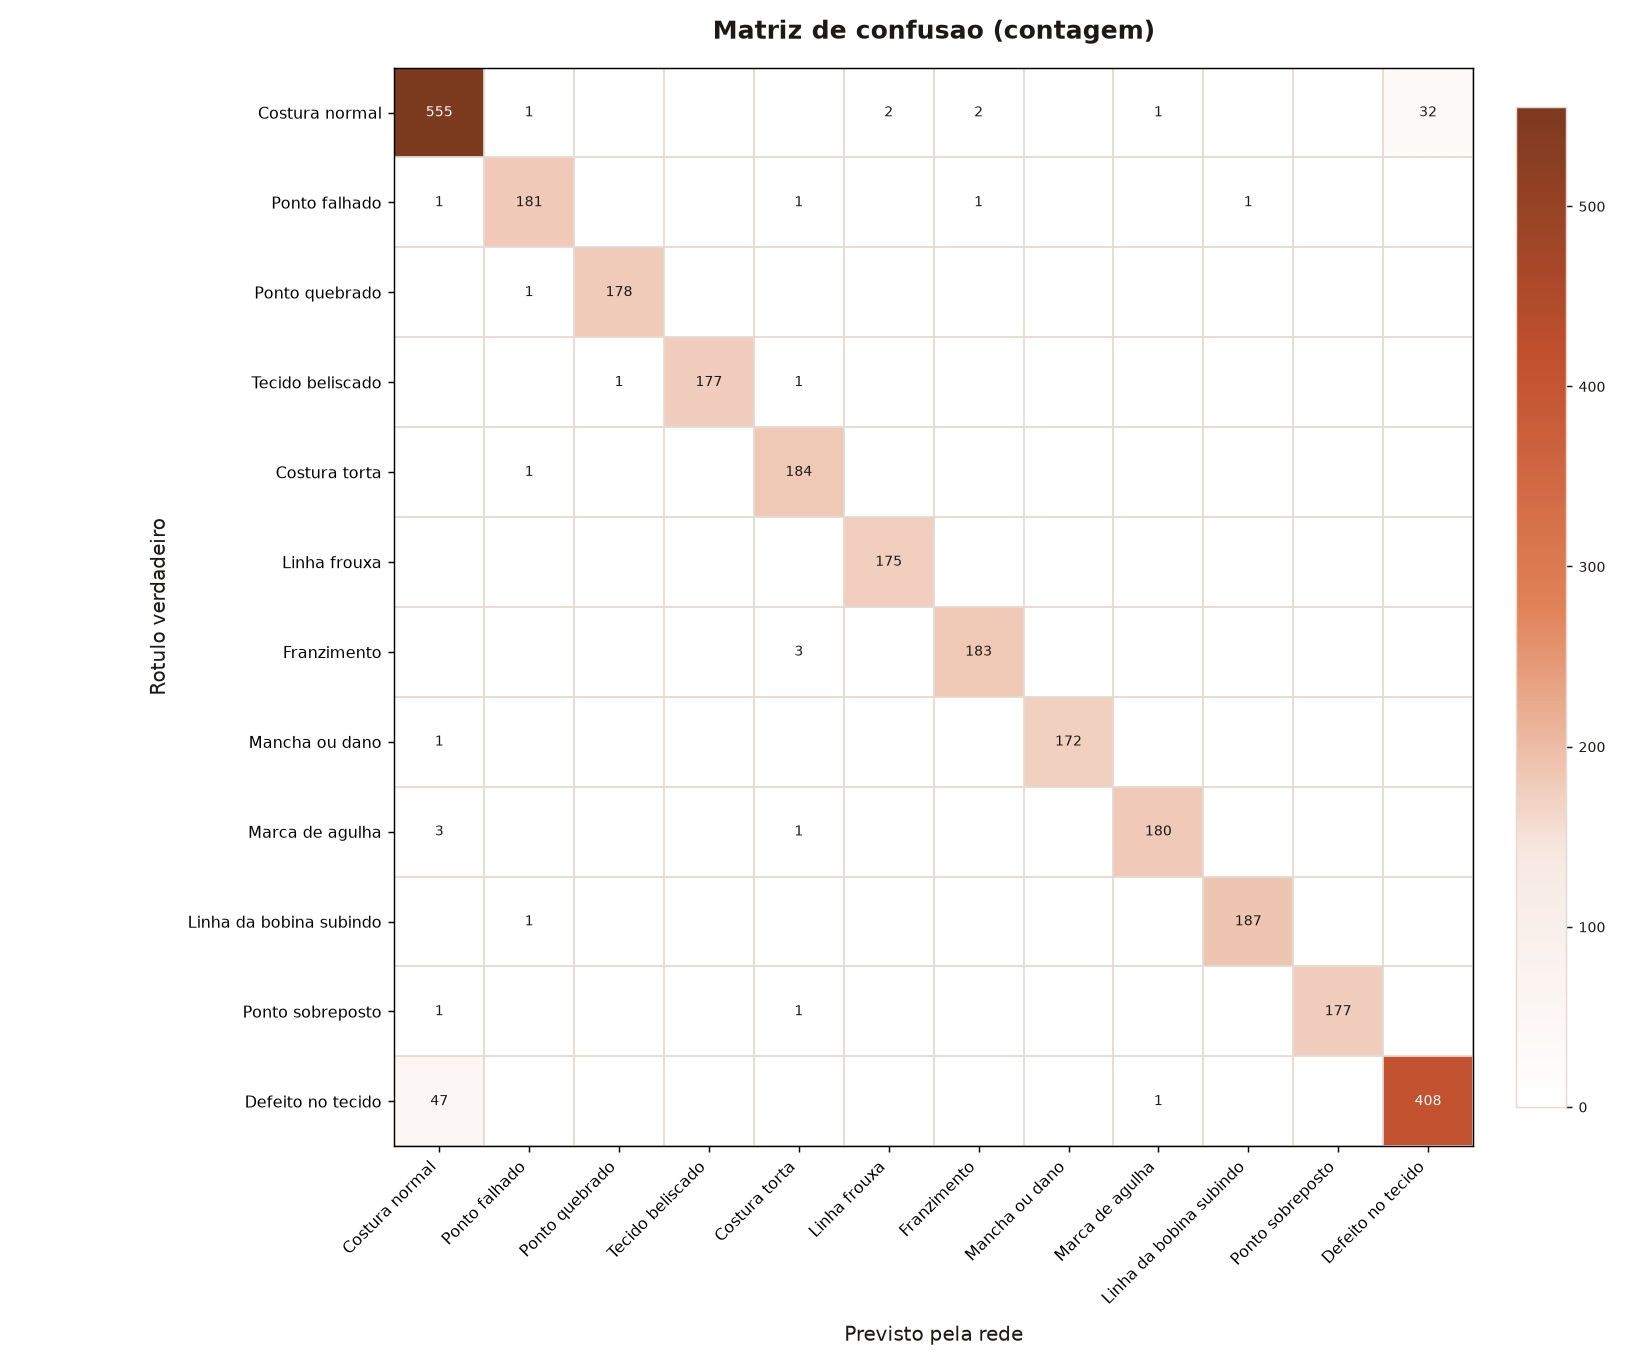 Matriz de confusao (contagem)
Costura normal 555 1 2 2 1 32
Ponto falhado 1 181 1 1 1
Ponto quebrado 1 178
Tecido beliscado 1 177 1
Costura torta 1 184
Linha frouxa 175
Franzimento 3 183
Mancha ou dano 1 172
Marca de agulha 3 1 180
Linha da bobina subindo 1 187
Ponto sobreposto 1 1 177
Defeito no tecido 47 1 408
Rotulo verdadeiro
Costura normal
Ponto falhado
Ponto quebrado
Tecido beliscado
Costura torta
Linha frouxa
Franzimento
Mancha ou dano
Marca de agulha
Linha da bobina subindo
Ponto sobreposto
Defeito no tecido
Previsto pela rede
500
400
300
200
100
0